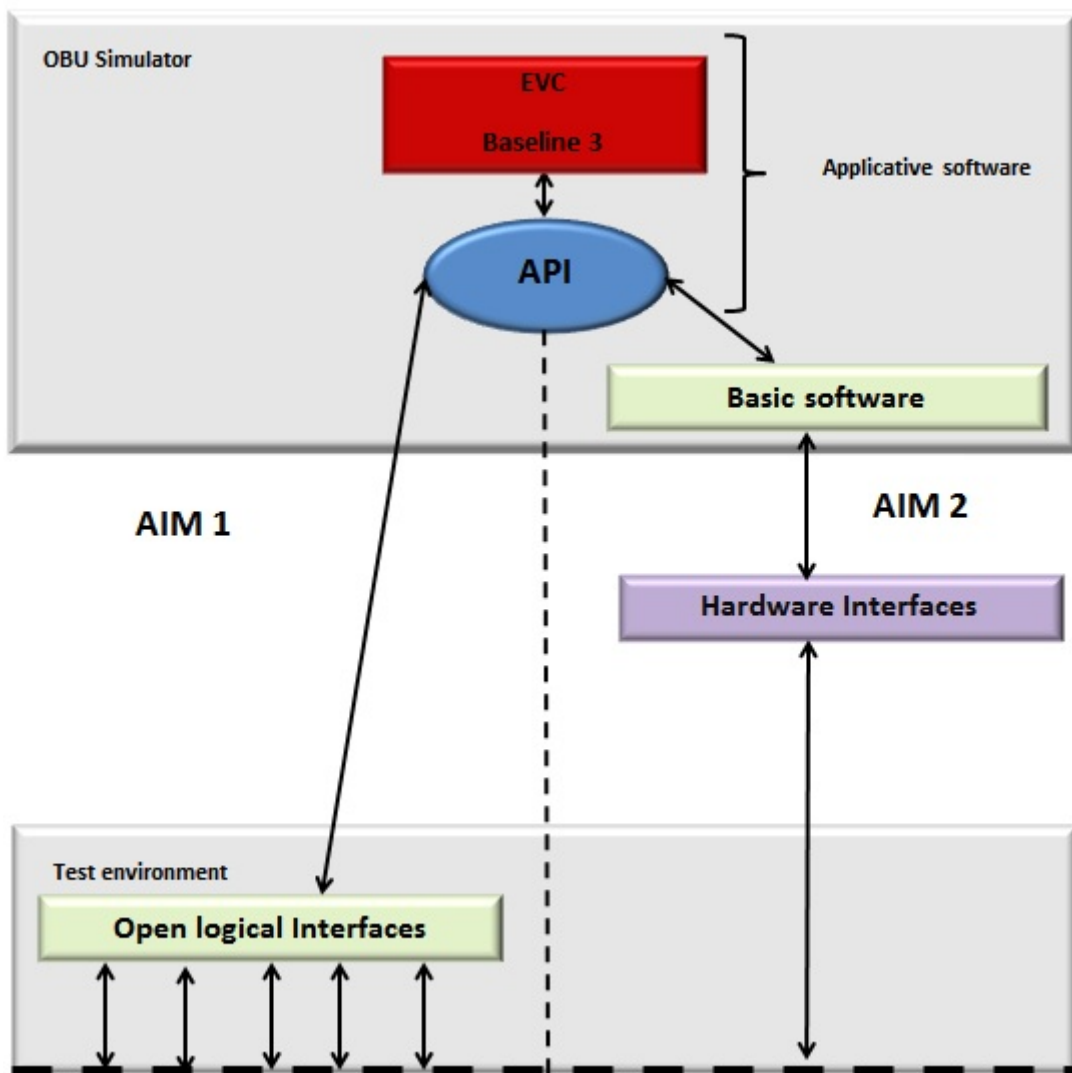 OBU Simulator
EVC
Baseline 3
Applicative software
API
Basic software
AIM 1
AIM 2
Hardware Interfaces
Test environment
Open logical Interfaces